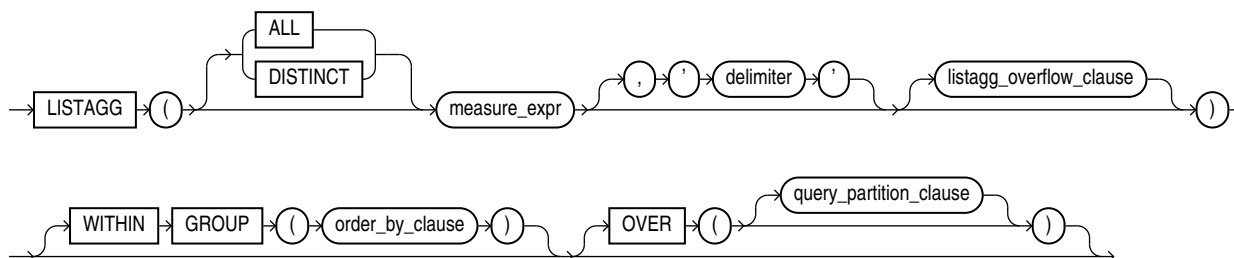 ALL
DISTINCT
LISTAGG ( measure_expr , ' delimiter ' listagg_overflow_clause )
WITHIN GROUP ( order_by_clause ) OVER ( query_partition_clause )